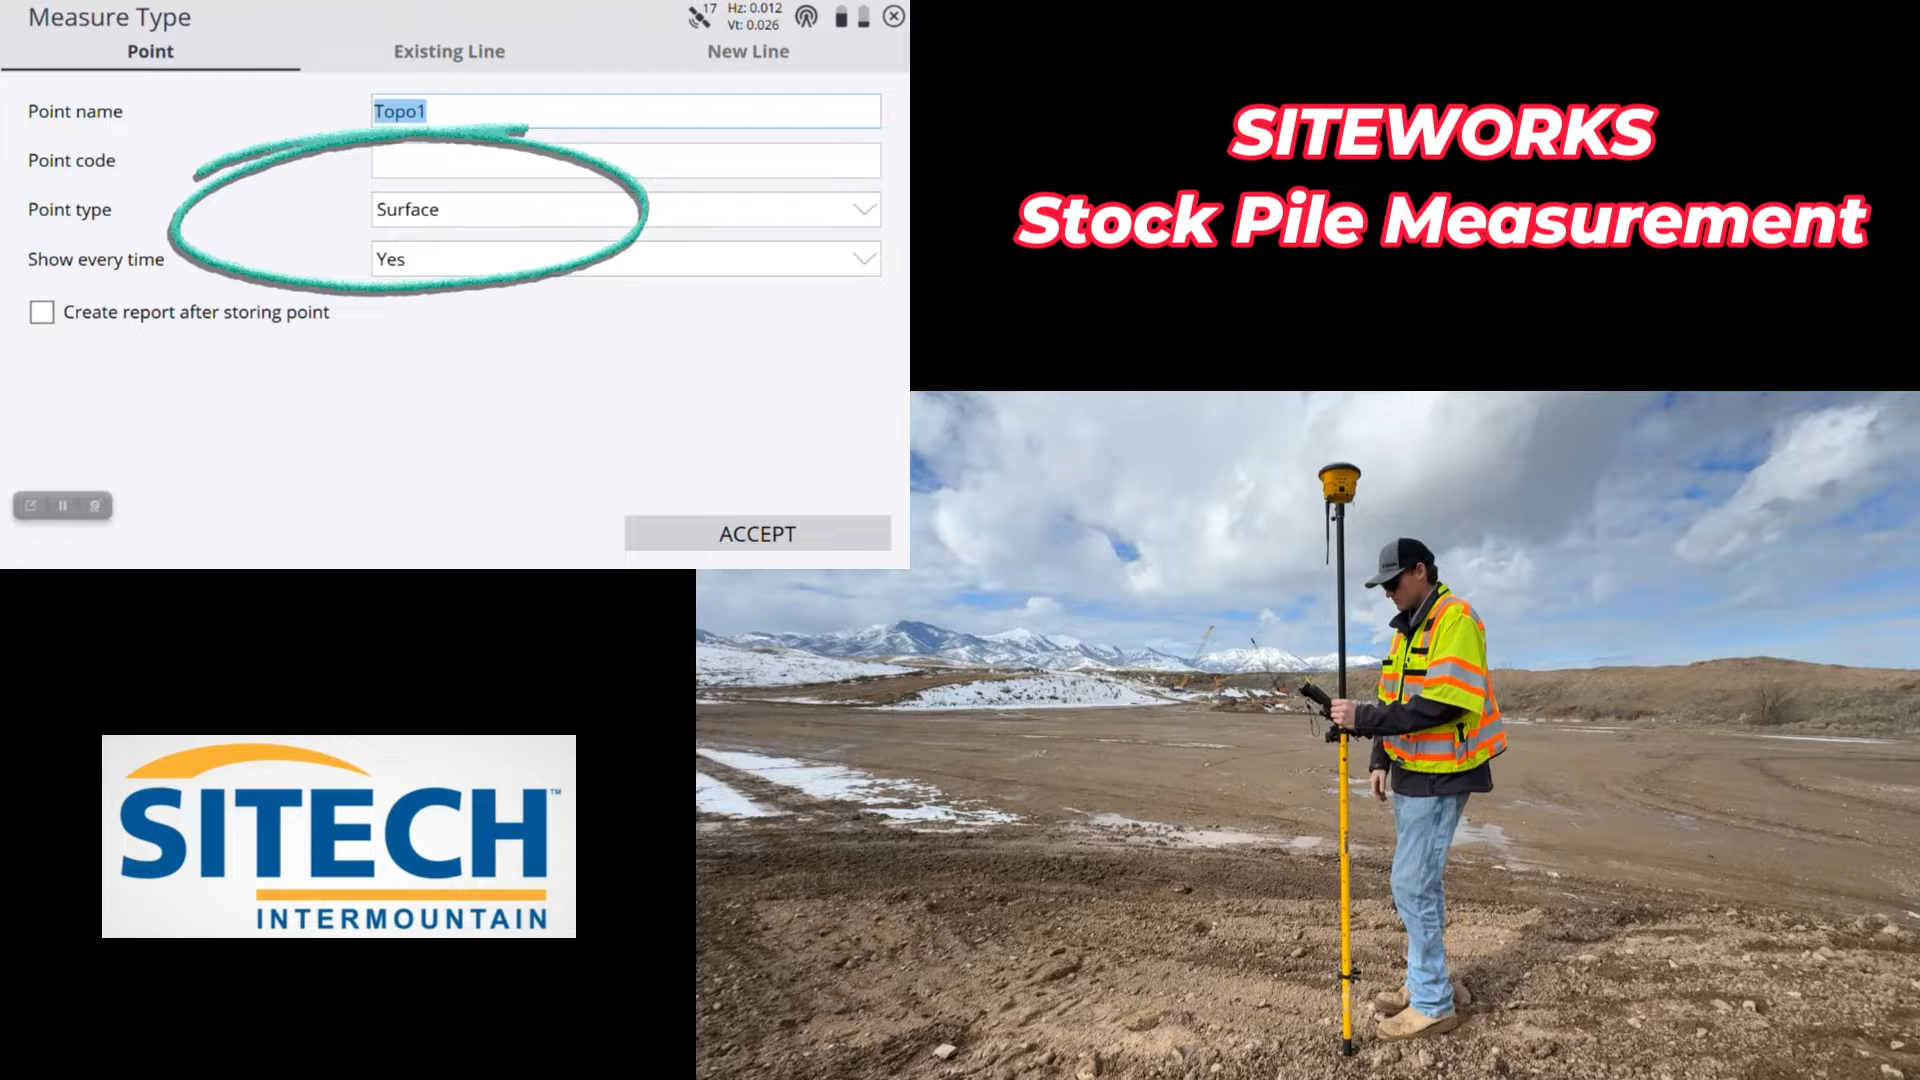 Measure Type
17
Hz: 0.012
Vt: 0.026
Point
Existing Line
New Line
Point name
Topo1
Point code
Point type
Surface
Show every time
Yes
Create report after storing point
ACCEPT
SITEWORKS
Stock Pile Measurement
SITECH™
INTERMOUNTAIN